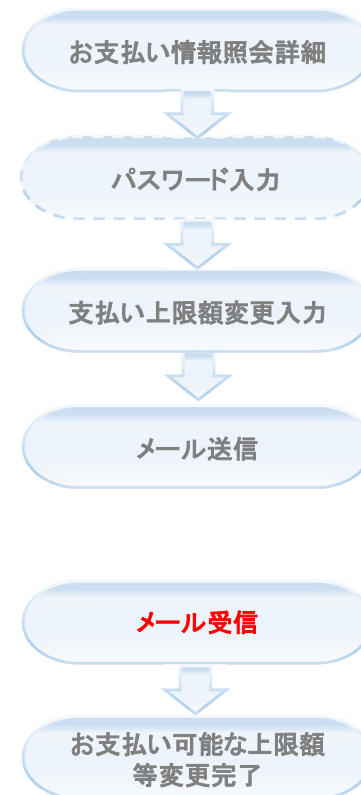 お支払い情報照会詳細
パスワード入力
支払い上限額変更入力
メール送信
メール受信
お支払い可能な上限額
等変更完了